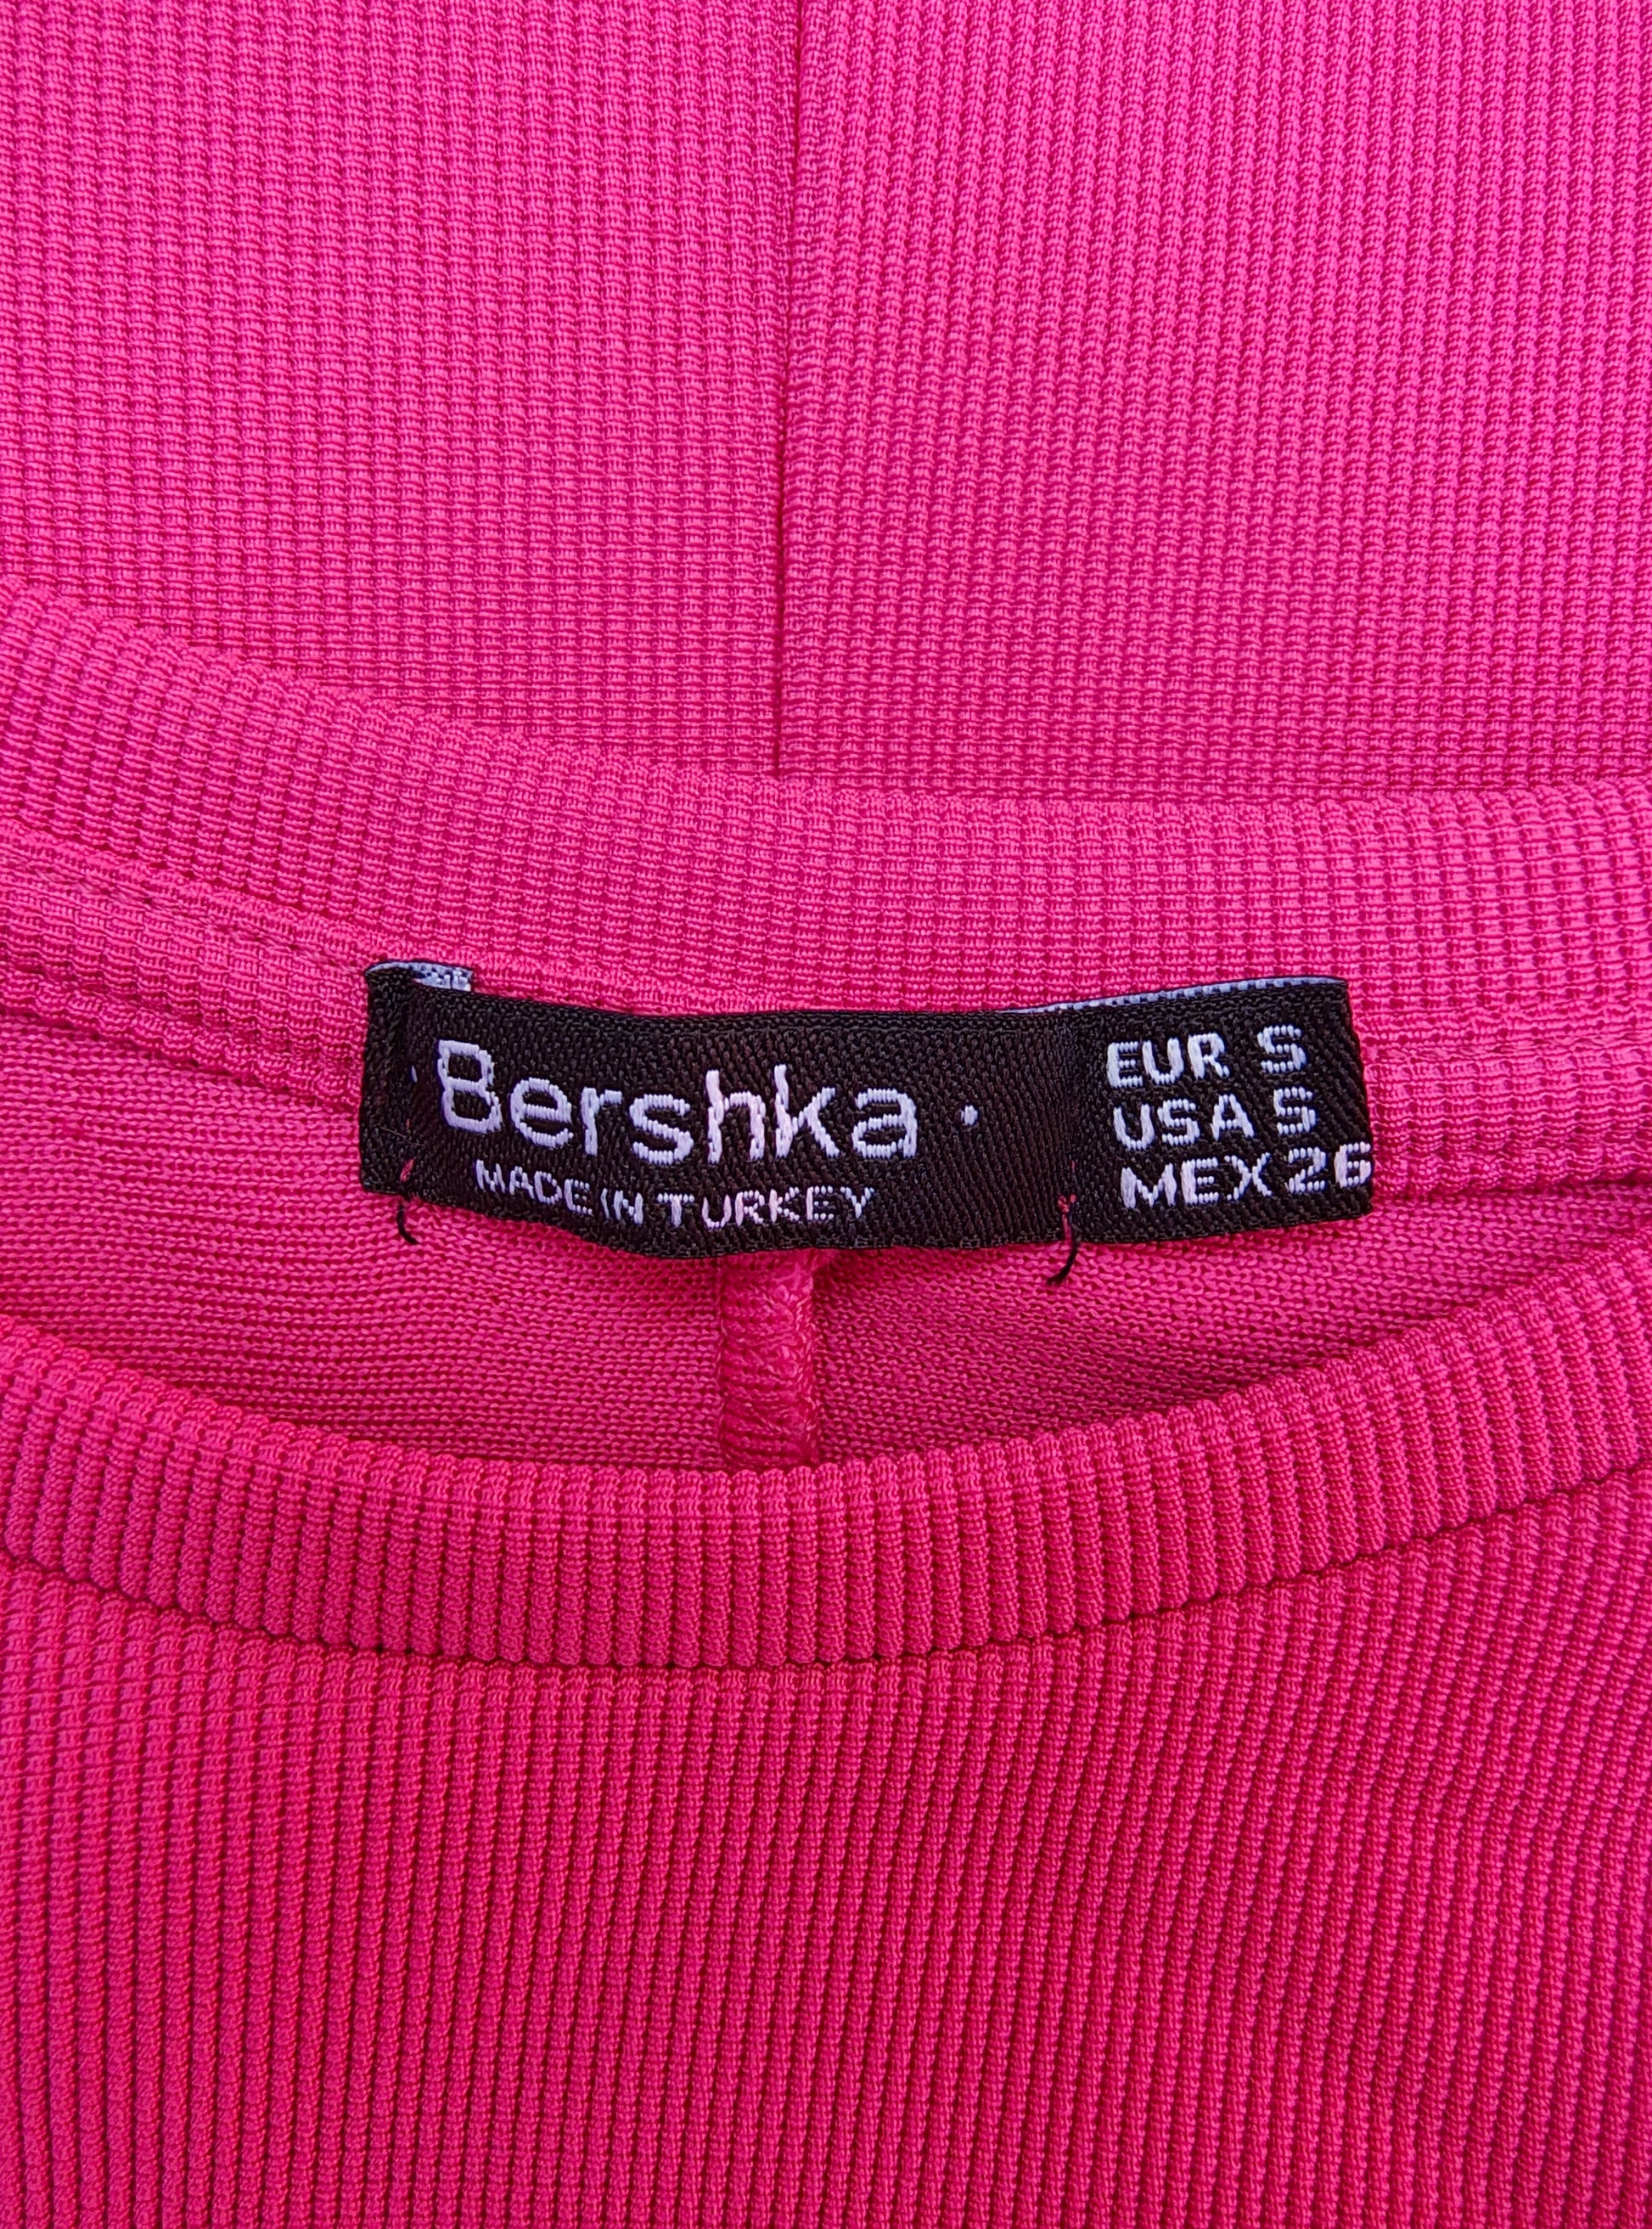 Bershka
MADE IN TURKEY
EUR S
USA S
MEX 26